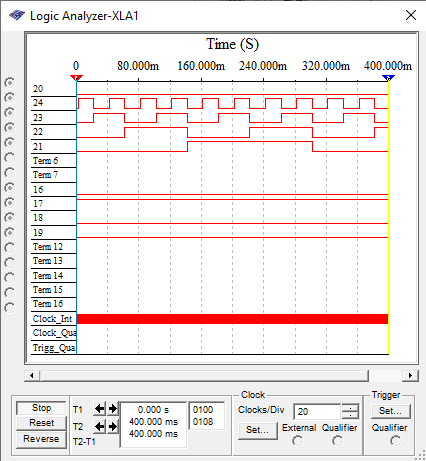 Logic Analyzer-XLA1
Time (S)
0 50.000m 160.000m 240.000m 320.000m 400.000m
20
24
23
22
21
Term 6
Term 7
16
17
18
19
Term 12
Term 13
Term 14
Term 15
Term 16
Clock_Int
Clock_Qua
Trigg_Qua
Stop
Reset
Reverse
T1 0.000 s 0100
T2 400.000 ms 0108
T2-T1 400.000 ms
Clock
Clocks/Div 20
Set... External Qualifier
Trigger
Set...
Qualifier